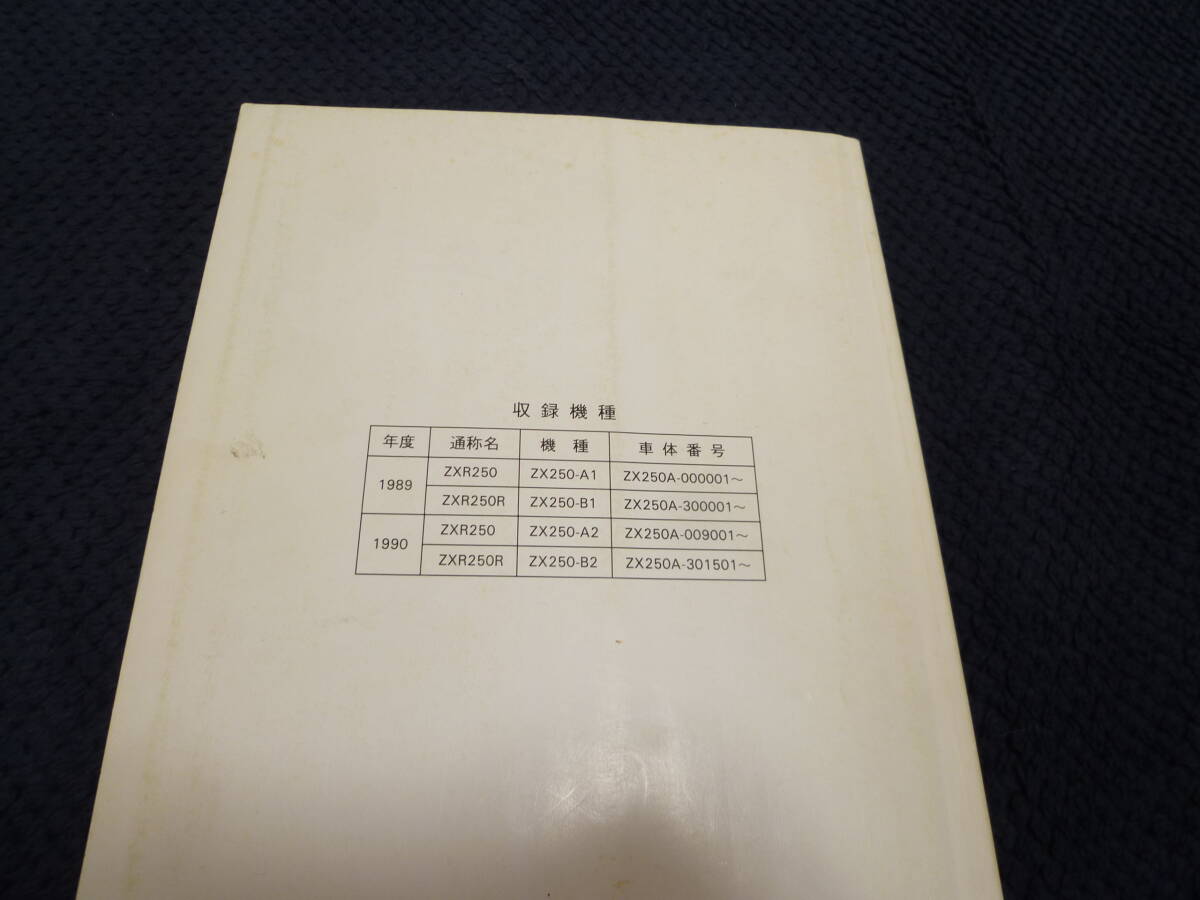 収録機種
年度 通称名 機種 車体番号
1989 ZXR250 ZX250-A1 ZX250A-000001～
ZXR250R ZX250-B1 ZX250A-300001～
1990 ZXR250 ZX250-A2 ZX250A-009001～
ZXR250R ZX250-B2 ZX250A-301501～